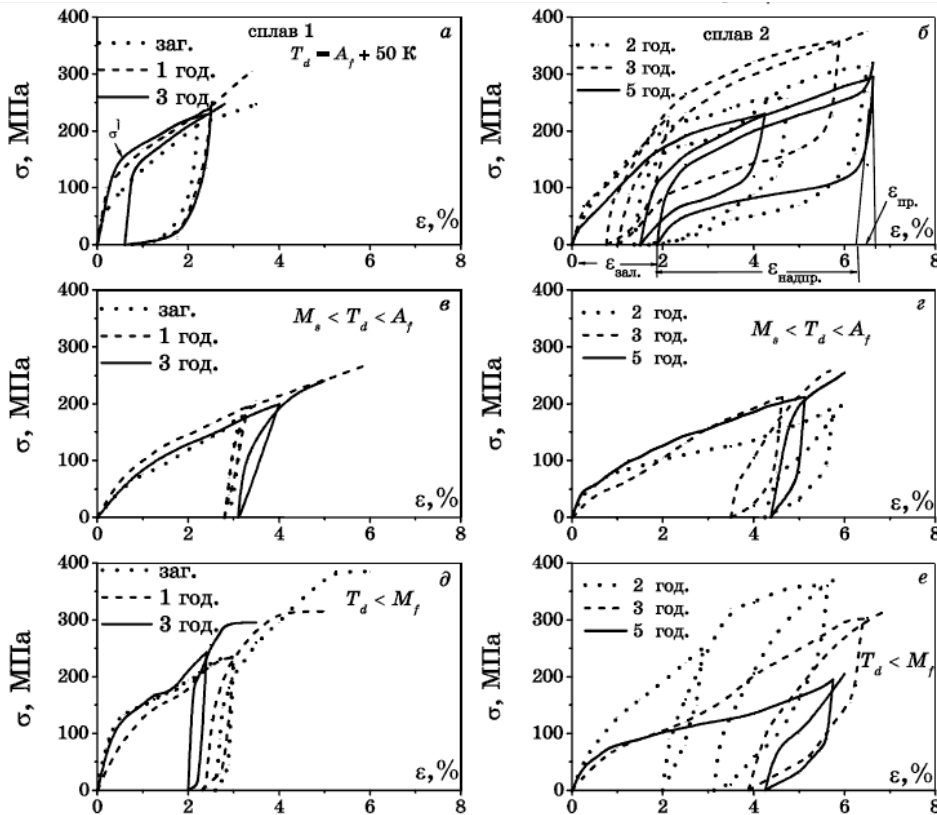 сплав 1
а
T_d = A_f + 50 K
заг.
1 год.
3 год.
σ¹
σ, МПа
400
300
200
100
0
0 2 4 6 8
ε,%
сплав 2
б
2 год.
3 год.
5 год.
σ, МПа
400
300
200
100
0
0 2 4 6 8
ε,%
ε пр.
ε зал.
ε надпр.
в
M_s < T_d < A_f
заг.
1 год.
3 год.
σ, МПа
400
300
200
100
0
0 2 4 6 8
ε,%
г
M_s < T_d < A_f
2 год.
3 год.
5 год.
σ, МПа
400
300
200
100
0
0 2 4 6 8
ε,%
д
T_d < M_f
заг.
1 год.
3 год.
σ, МПа
400
300
200
100
0
0 2 4 6 8
ε,%
е
T_d < M_f
2 год.
3 год.
5 год.
σ, МПа
400
300
200
100
0
0 2 4 6 8
ε,%